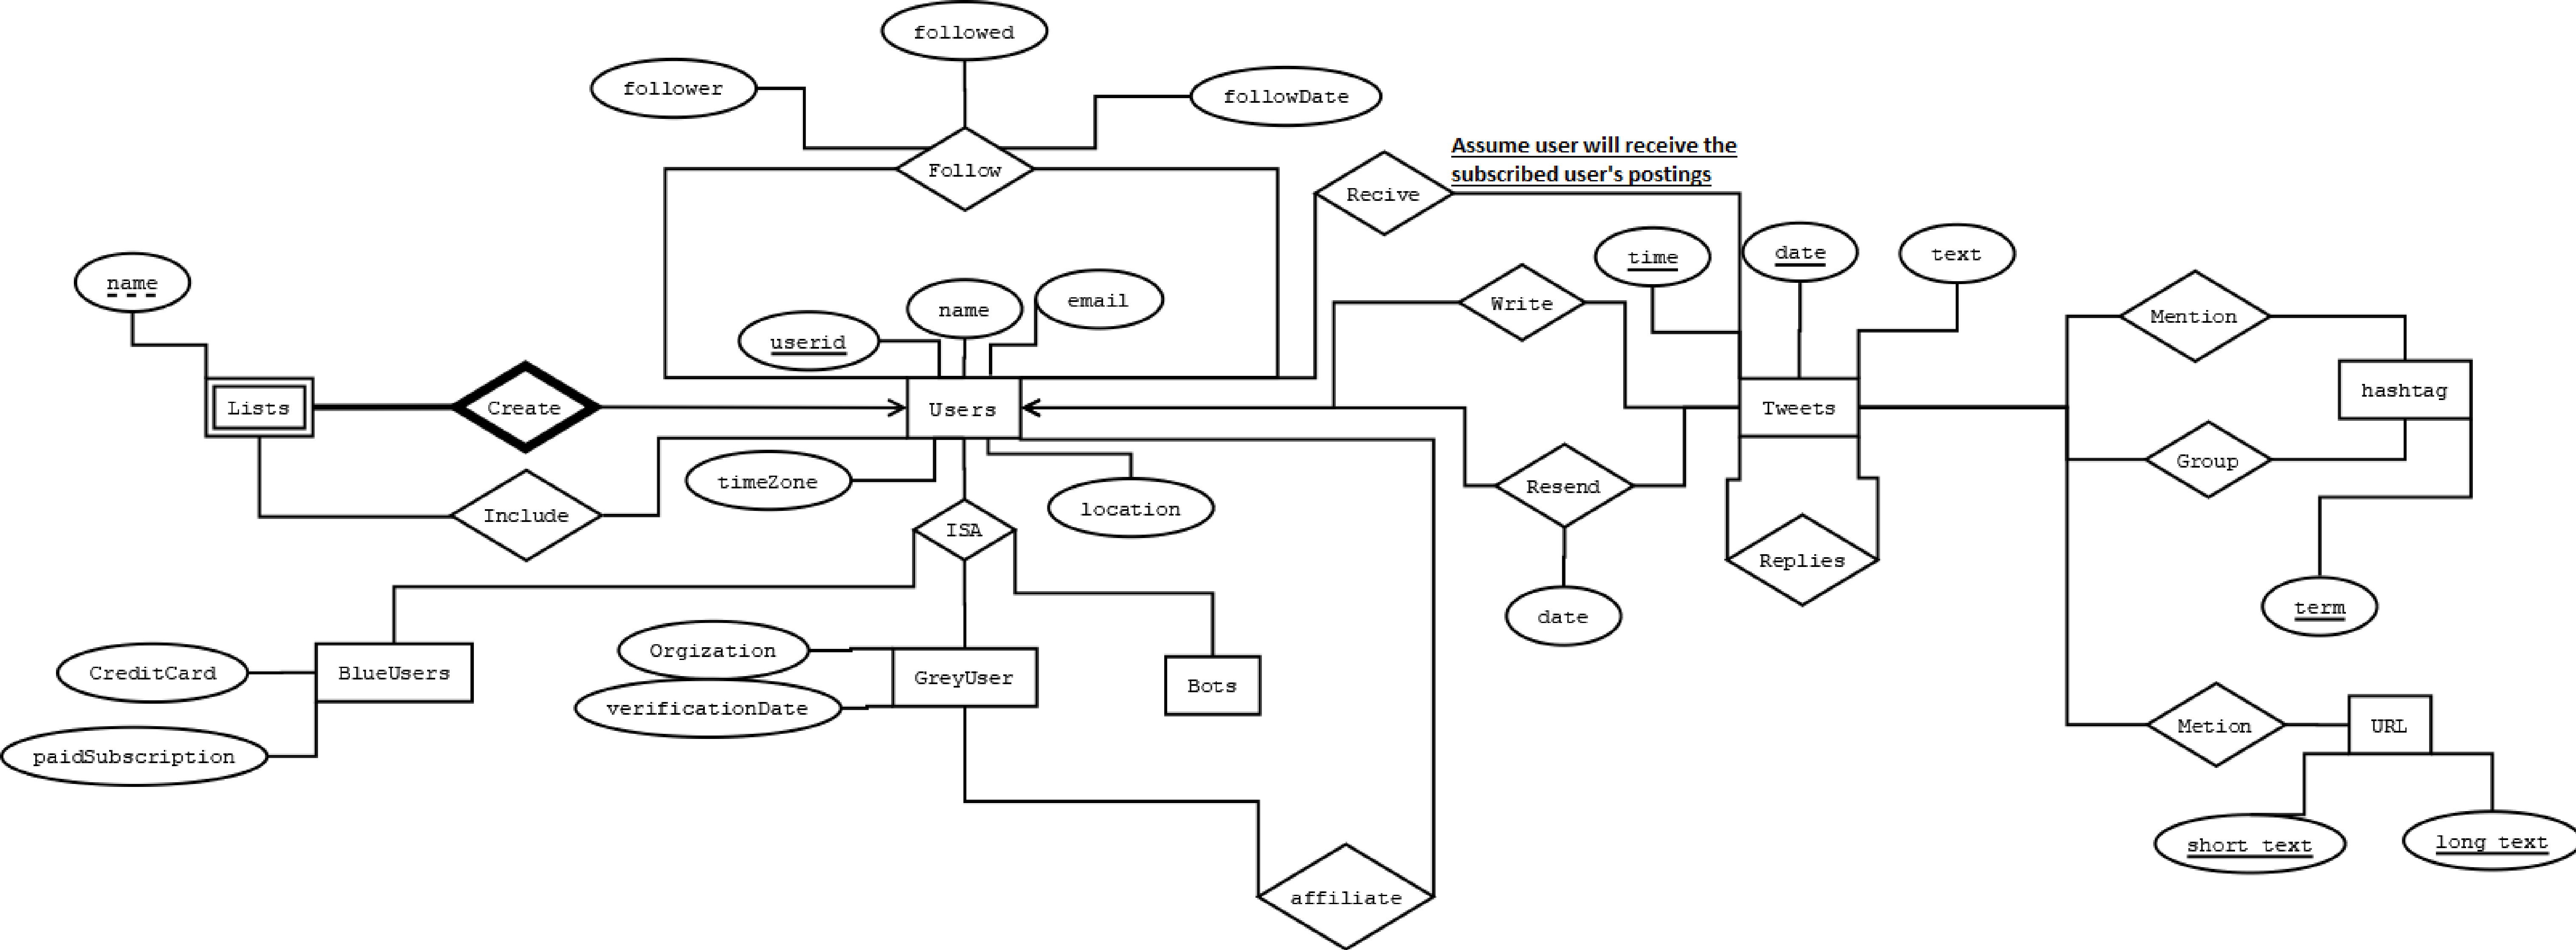 followed
follower
followDate
Follow
Assume user will receive the
subscribed user's postings
Recive
name
userid
name
email
Write
time
date
text
Mention
hashtag
Lists
Create
Users
Tweets
Group
timeZone
location
Include
ISA
Resend
Replies
date
term
CreditCard
BlueUsers
Orgization
GreyUser
verificationDate
Bots
paidSubscription
Metion
URL
short text
long text
affiliate